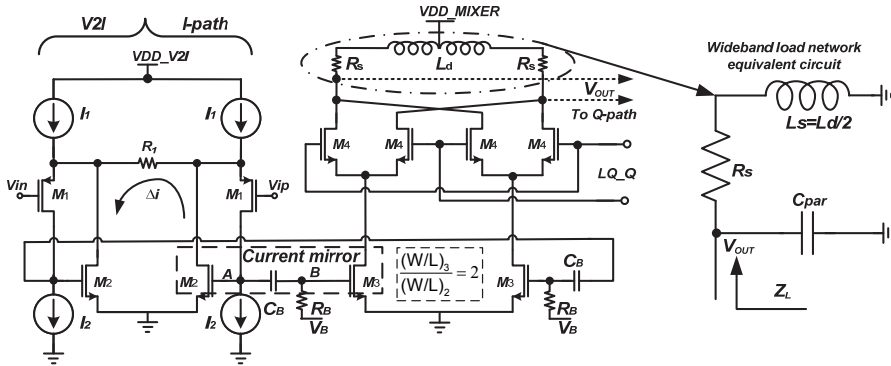 V2I I-path
VDD_V2I
I1 I1
R1
Vin M1 Δi M1 Vip
M2 M2
Current mirror
A B
CB
RB
VB
I2 I2
VDD_MIXER
Rs Ld Rs
VOUT
To Q-path
M4 M4 M4 M4
LQ_Q
M3 (W/L)3 / (W/L)2 = 2 M3
CB
RB
VB
Wideband load network
equivalent circuit
Ls=Ld/2
Rs
Cpar
VOUT
ZL